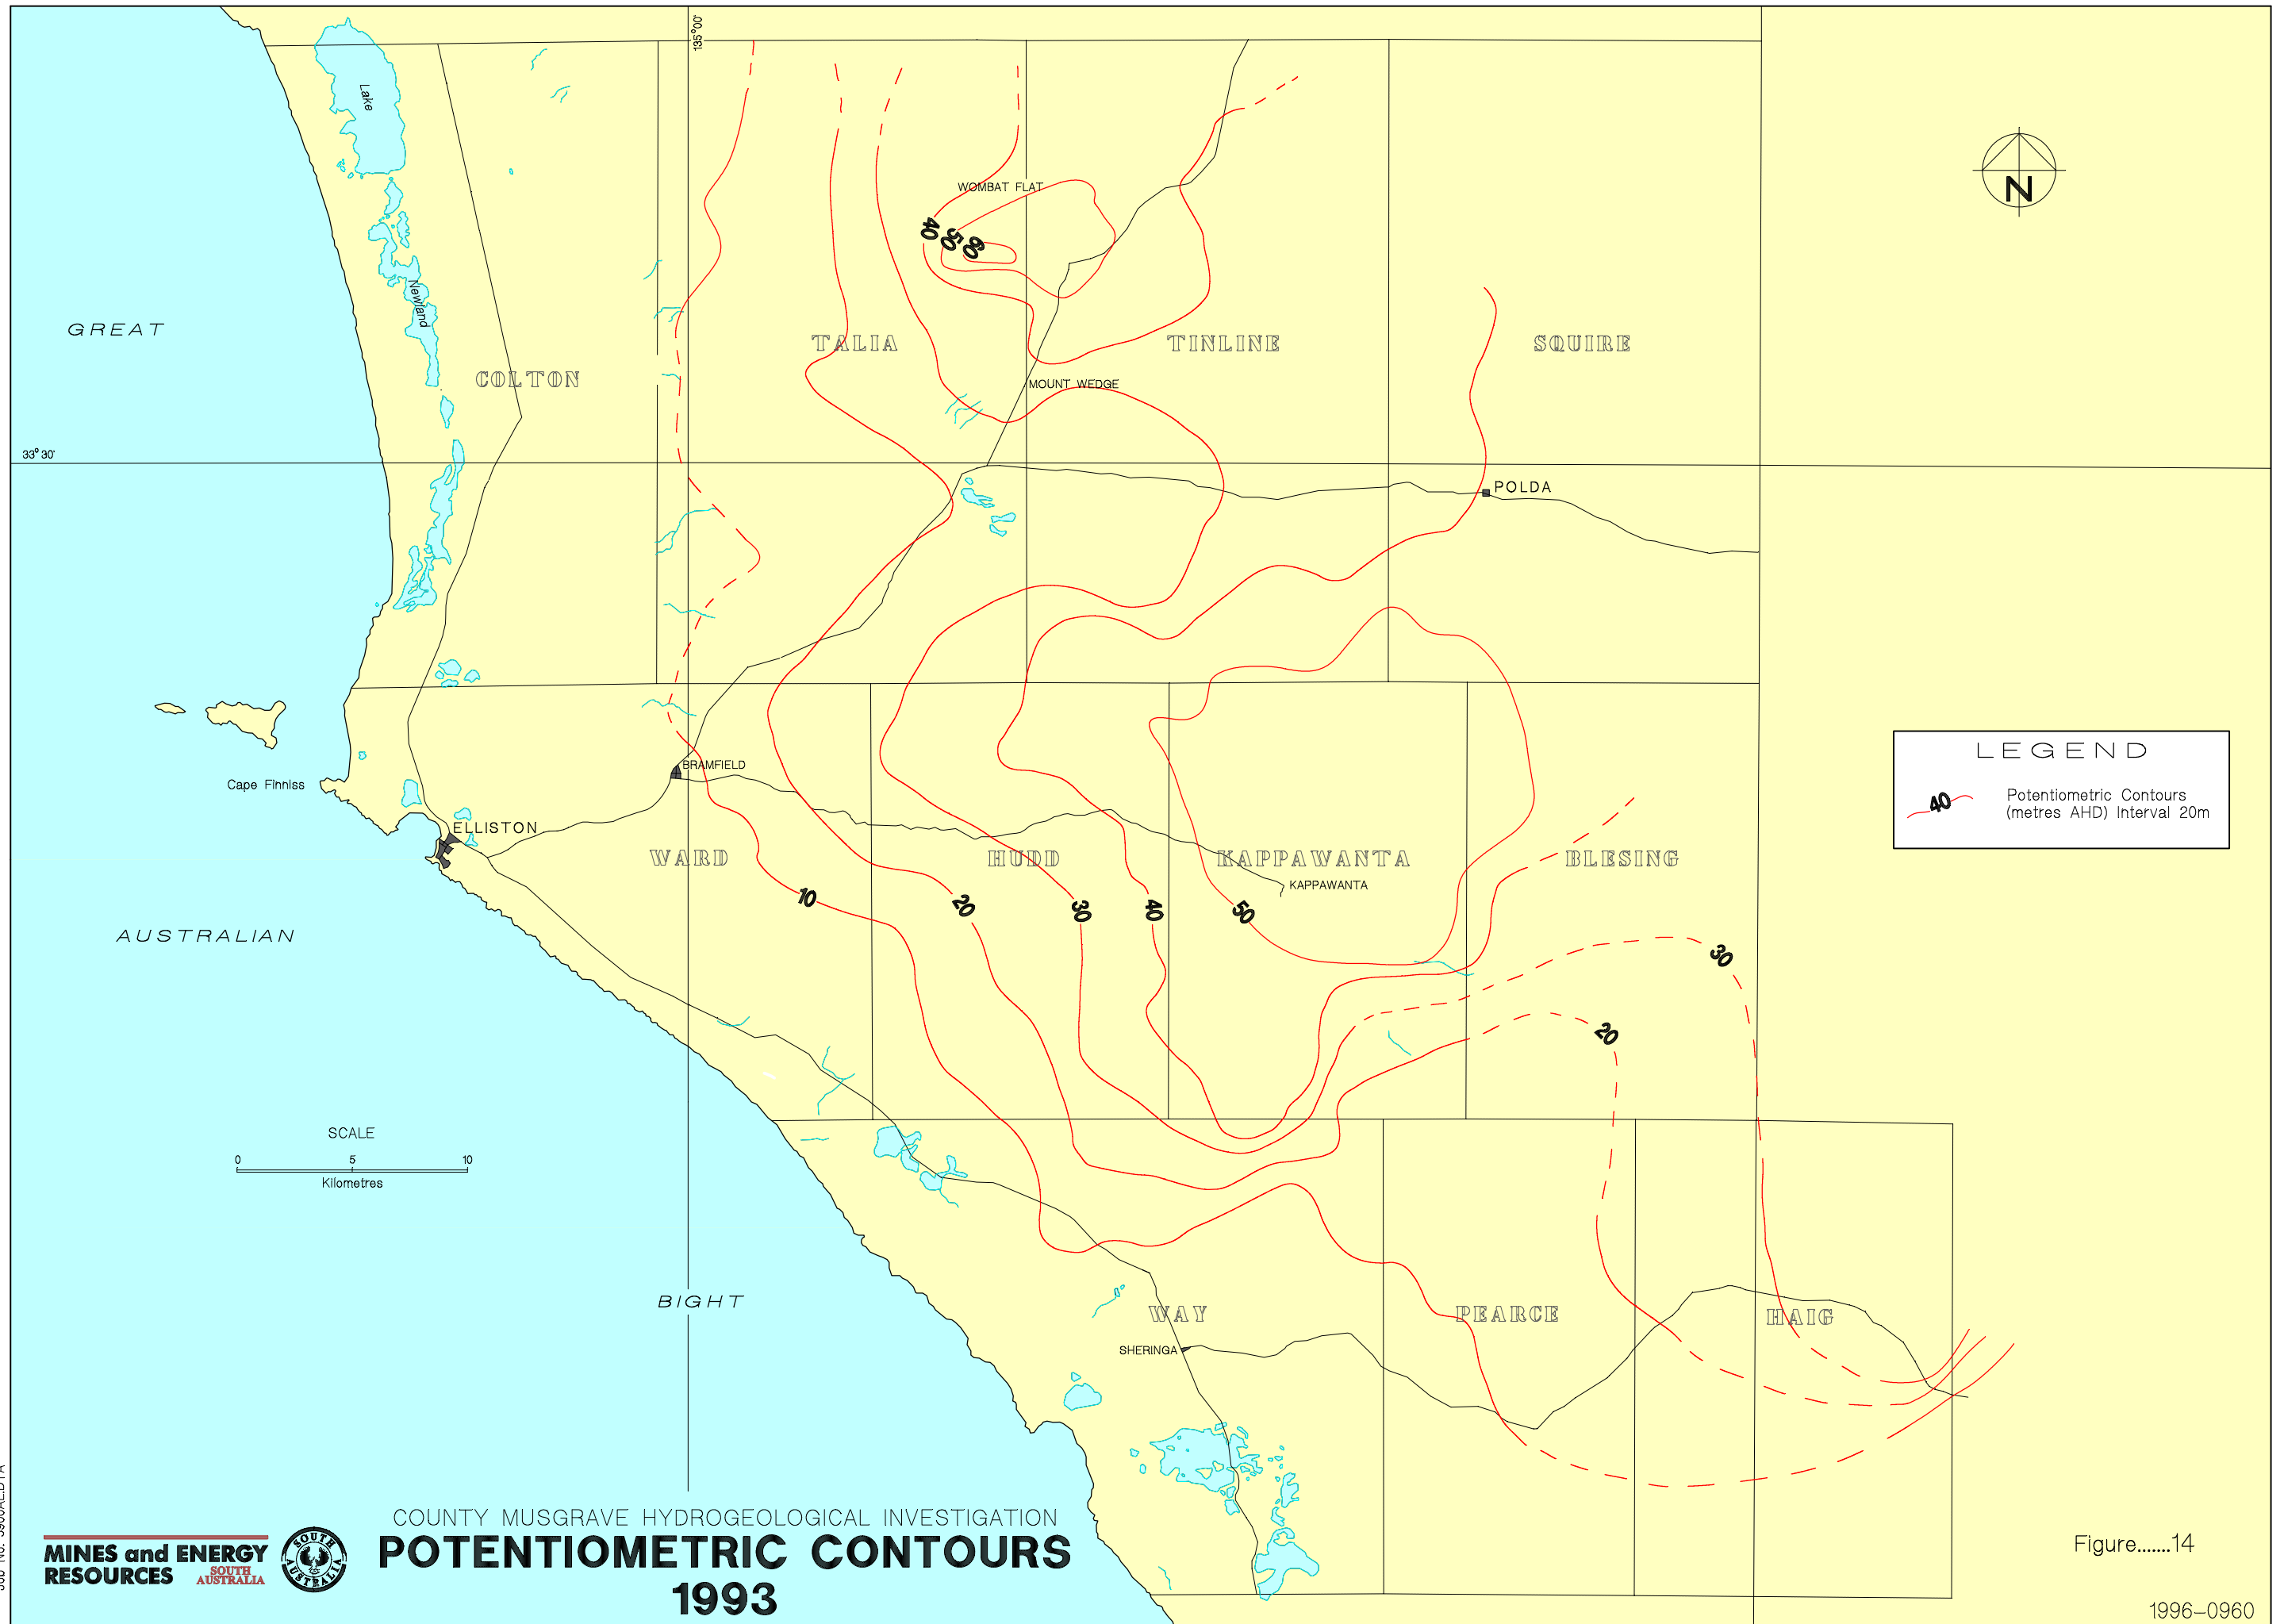 135°00'
Lake
WOMBAT FLAT
40
50
60
N
Newland
GREAT
TALIA
TINLINE
SQUIRE
COLTON
MOUNT WEDGE
33° 30'
POLDA
LEGEND
40
Potentiometric Contours
(metres AHD) Interval 20m
BRAMFIELD
Cape Finniss
ELLISTON
WARD
HUDD
KAPPAWANTA
BLESING
KAPPAWANTA
10
20
30
40
50
AUSTRALIAN
30
20
SCALE
0 5 10
Kilometres
BIGHT
WAY
PEARCE
HAIG
SHERINGA
COUNTY MUSGRAVE HYDROGEOLOGICAL INVESTIGATION
POTENTIOMETRIC CONTOURS
1993
MINES and ENERGY
RESOURCES
SOUTH
AUSTRALIA
SOUTH
AUSTRALIA
Figure.......14
1996-0960